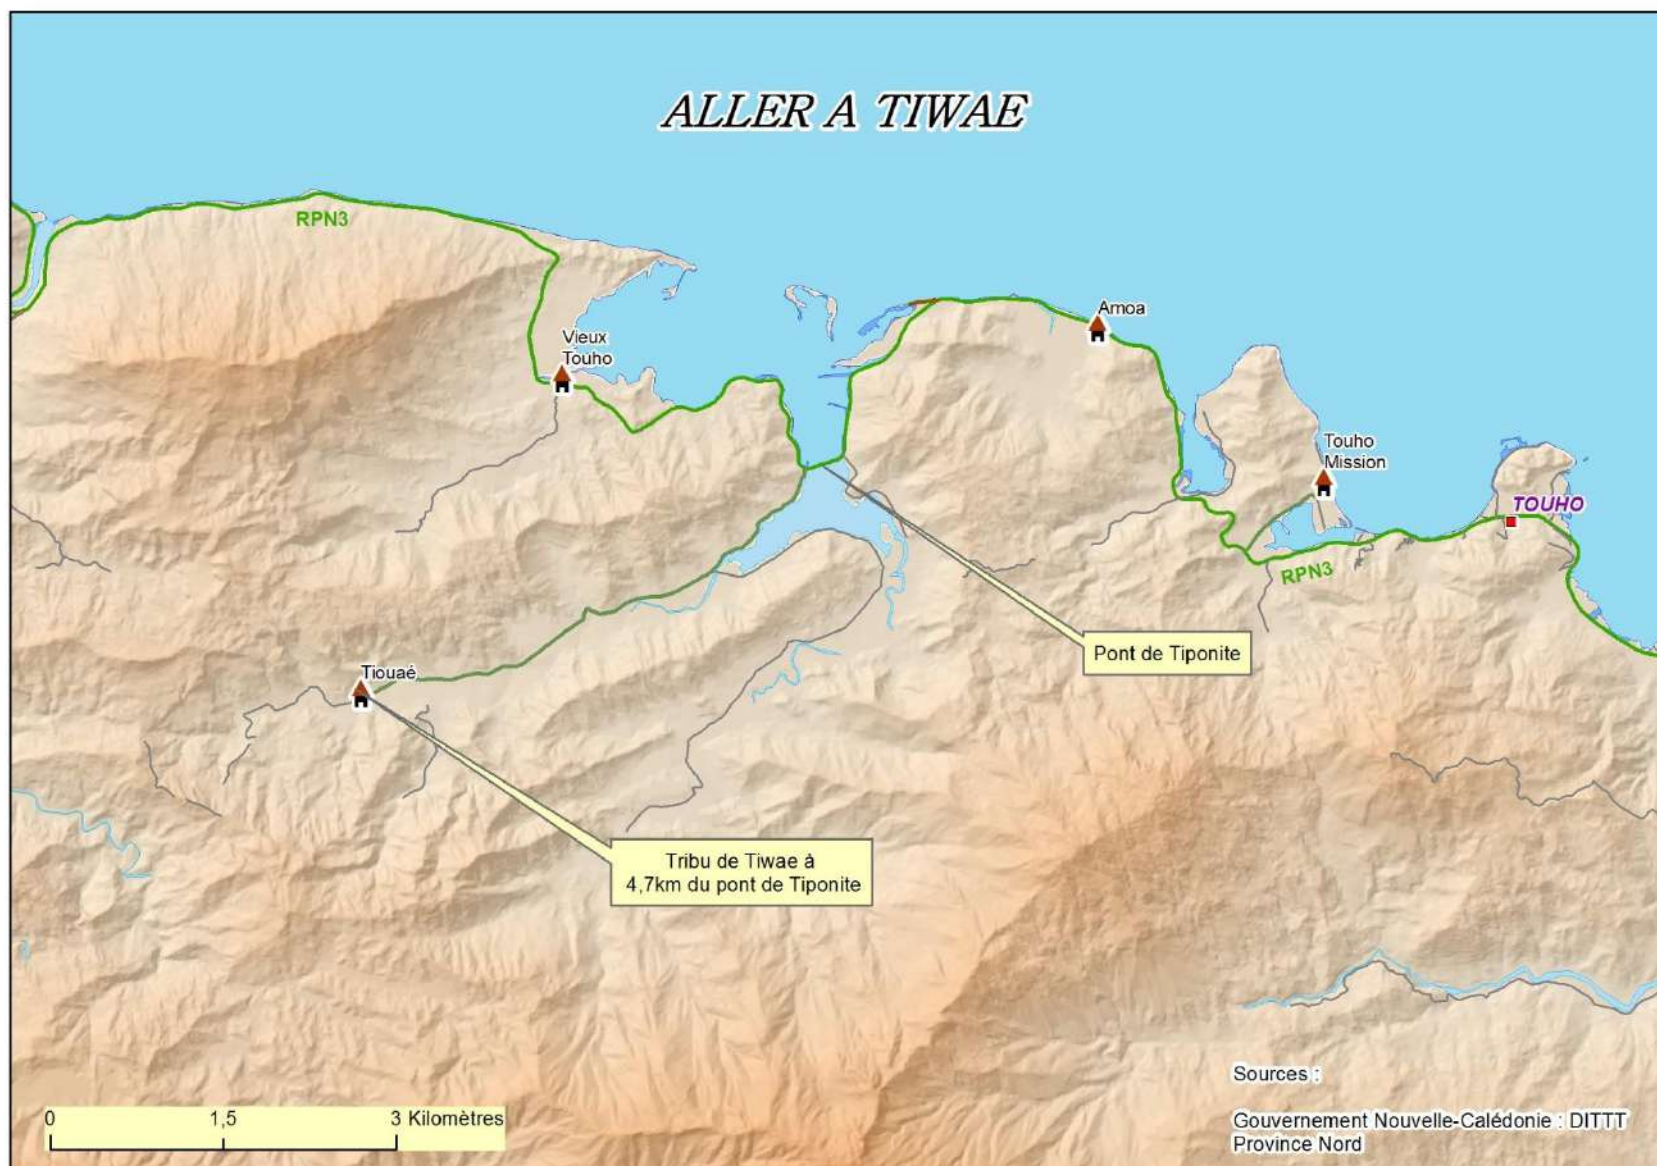 ALLER A TIWAE
RPN3
Amoa
Vieux
Touho
Touho
Mission
TOUHO
RPN3
Pont de Tiponite
Tiouaé
Tribu de Tiwae à
4,7km du pont de Tiponite
Sources :
0 1,5 3 Kilomètres
Gouvernement Nouvelle-Calédonie : DITTT
Province Nord